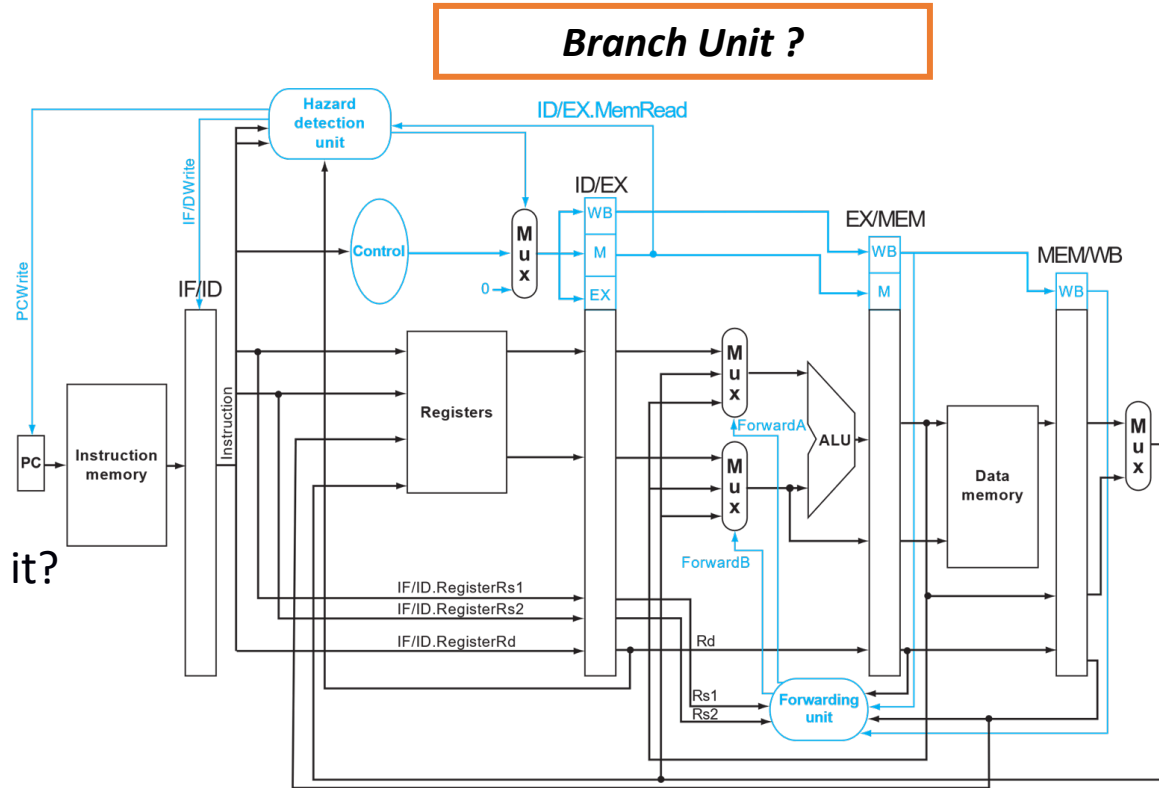 Branch Unit ?
Hazard
detection
unit
ID/EX.MemRead
IF/DWrite
PCWrite
Control
M
u
x
0
ID/EX
WB
M
EX
EX/MEM
WB
M
MEM/WB
WB
IF/ID
Instruction
PC
Instruction
memory
Registers
M
u
x
ForwardA
M
u
x
ForwardB
ALU
Data
memory
M
u
x
it?
IF/ID.RegisterRs1
IF/ID.RegisterRs2
IF/ID.RegisterRd
Rd
Rs1
Rs2
Forwarding
unit